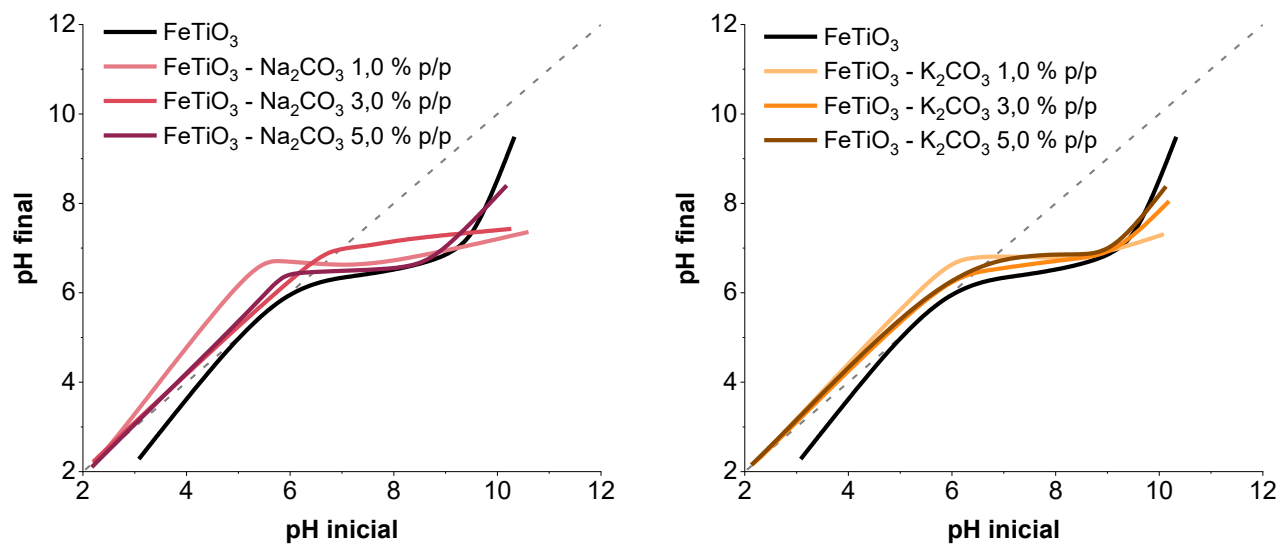 FeTiO₃
FeTiO₃ - Na₂CO₃ 1,0 % p/p
FeTiO₃ - Na₂CO₃ 3,0 % p/p
FeTiO₃ - Na₂CO₃ 5,0 % p/p
12
10
8
6
4
2
pH final
2 4 6 8 10 12
pH inicial
FeTiO₃
FeTiO₃ - K₂CO₃ 1,0 % p/p
FeTiO₃ - K₂CO₃ 3,0 % p/p
FeTiO₃ - K₂CO₃ 5,0 % p/p
12
10
8
6
4
2
pH final
2 4 6 8 10 12
pH inicial